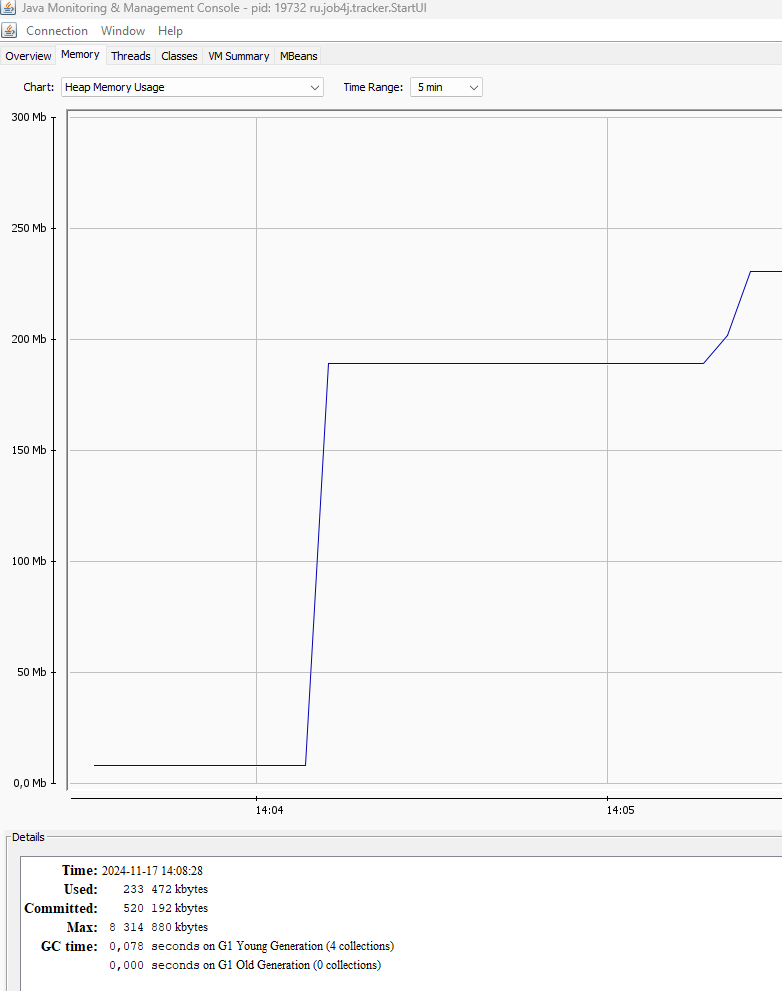 Java Monitoring & Management Console - pid: 19732 ru.job4j.tracker.StartUI
Connection Window Help
Overview Memory Threads Classes VM Summary MBeans
Chart: Heap Memory Usage Time Range: 5 min
300 Mb
250 Mb
200 Mb
150 Mb
100 Mb
50 Mb
0,0 Mb
14:04 14:05
Details
Time: 2024-11-17 14:08:28
Used: 233 472 kbytes
Committed: 520 192 kbytes
Max: 8 314 880 kbytes
GC time: 0,078 seconds on G1 Young Generation (4 collections)
0,000 seconds on G1 Old Generation (0 collections)